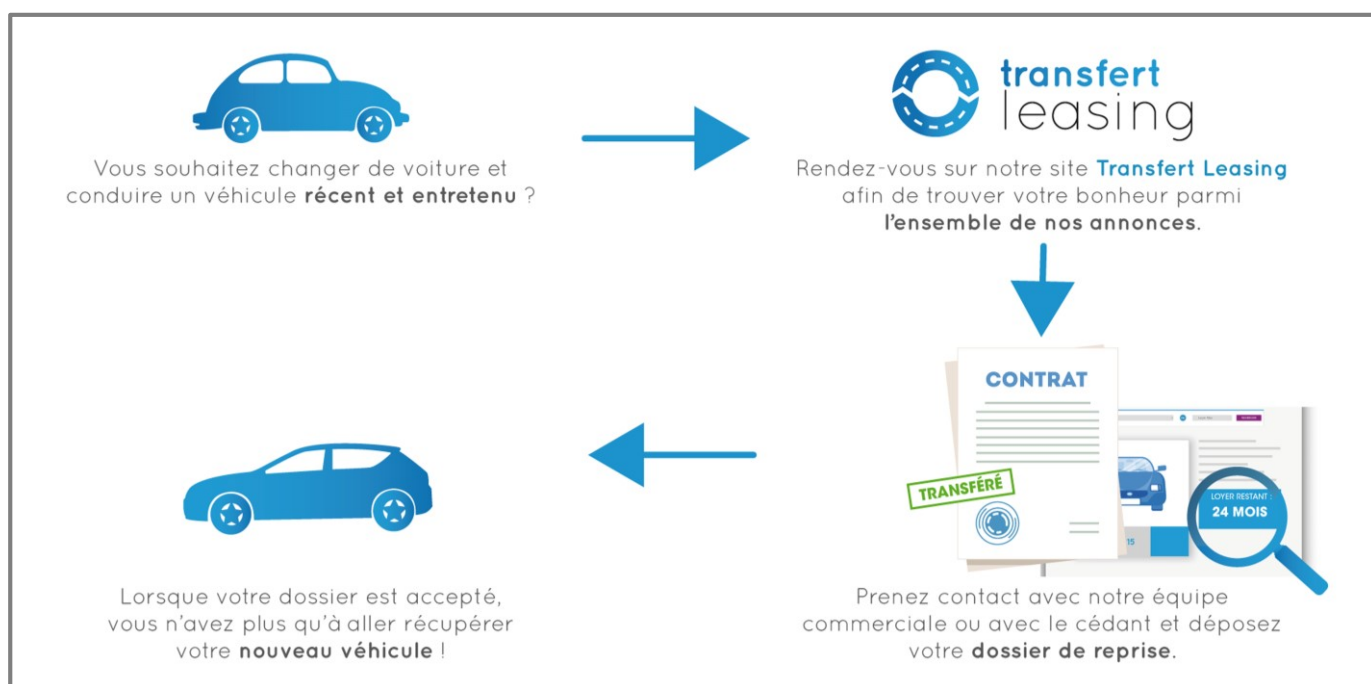 Vous souhaitez changer de voiture et
conduire un véhicule récent et entretenu ?
transfert
leasing
Rendez-vous sur notre site Transfert Leasing
afin de trouver votre bonheur parmi
l'ensemble de nos annonces.
CONTRAT
TRANSFÉRÉ
LOYER RESTANT :
24 MOIS
15
Prenez contact avec notre équipe
commerciale ou avec le cédant et déposez
votre dossier de reprise.
Lorsque votre dossier est accepté,
vous n'avez plus qu'à aller récupérer
votre nouveau véhicule !